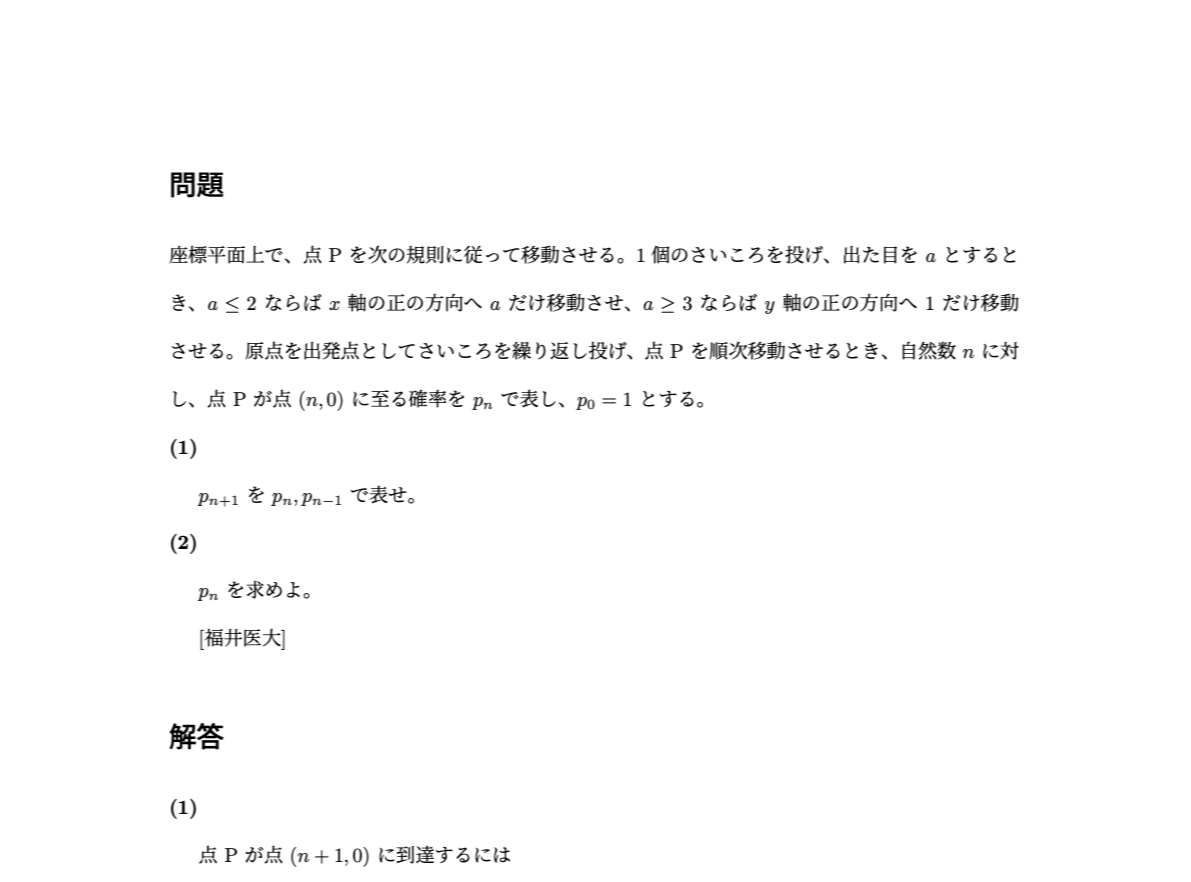 問題
座標平面上で、点 P を次の規則に従って移動させる。1 個のさいころを投げ、出た目を a とすると
き、a ≤ 2 ならば x 軸の正の方向へ a だけ移動させ、a ≥ 3 ならば y 軸の正の方向へ 1 だけ移動
させる。原点を出発点としてさいころを繰り返し投げ、点 P を順次移動させるとき、自然数 n に対
し、点 P が点 (n, 0) に至る確率を pₙ で表し、p₀ = 1 とする。
(1)
pₙ₊₁ を pₙ, pₙ₋₁ で表せ。
(2)
pₙ を求めよ。
[福井医大]
解答
(1)
点 P が点 (n + 1, 0) に到達するには